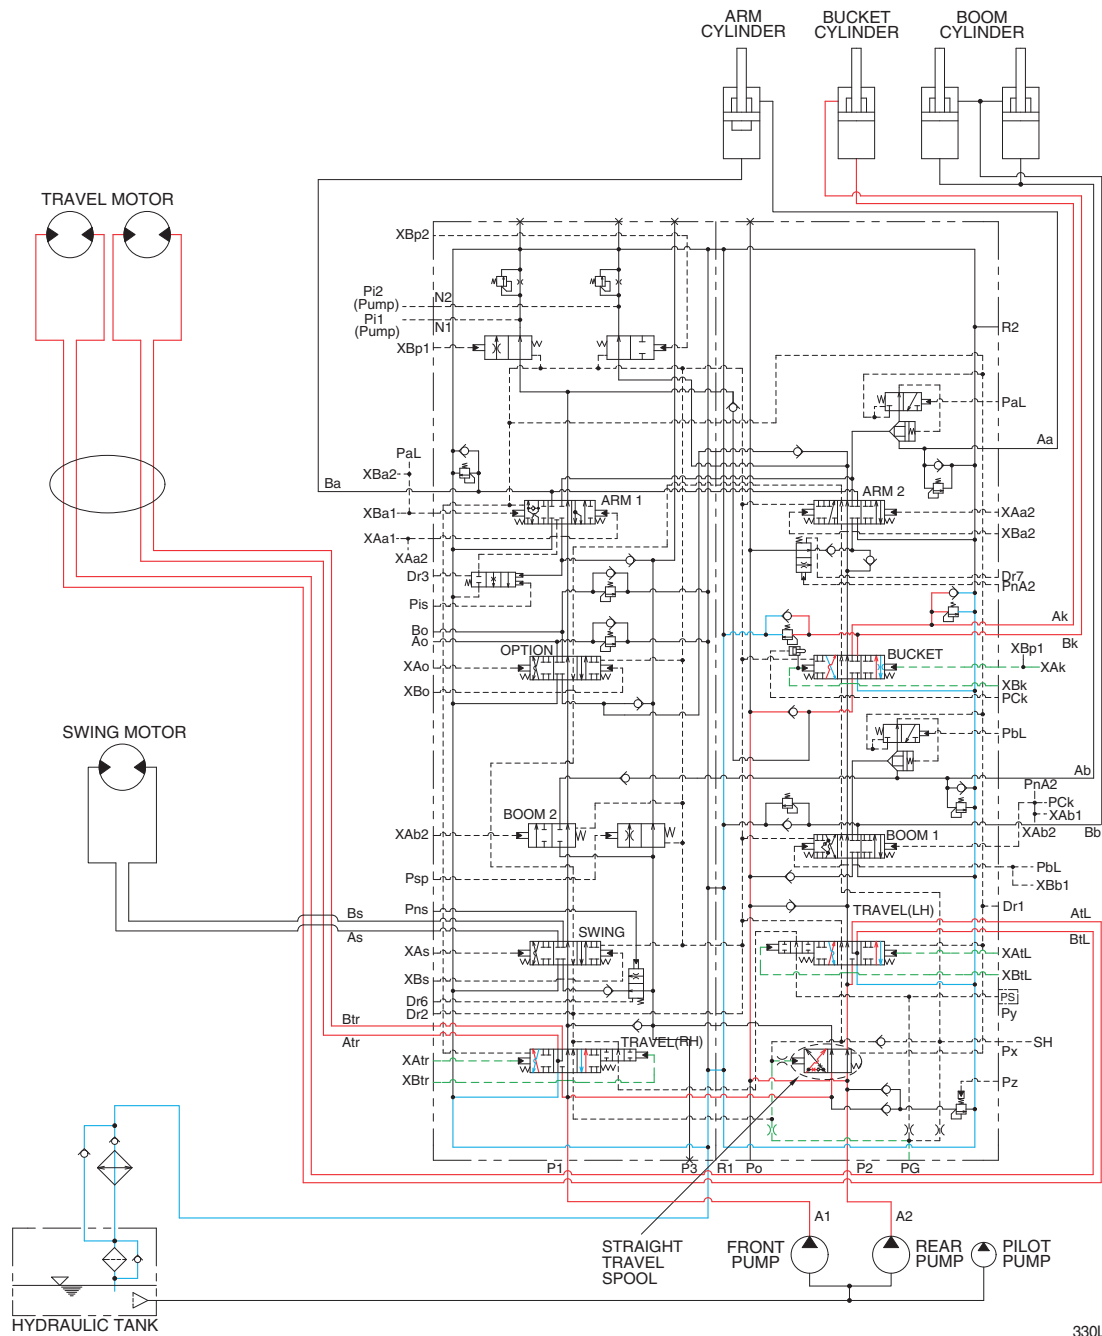 ARM
CYLINDER
BUCKET
CYLINDER
BOOM
CYLINDER
TRAVEL MOTOR
XBp2
Pi2
(Pump)
N2
Pi1
(Pump)
N1
XBp1
R2
PaL
Aa
PaL
XBa2
Ba
XBa1
ARM 1
ARM 2
XAa2
XBa2
XAa1
XAa2
Dr3
Dr7
PnA2
Pis
Ak
Bo
Ao
Bk
OPTION
BUCKET
XBp1
XAo
XAk
XBo
XBk
PCk
SWING MOTOR
PbL
Ab
PnA2
BOOM 2
PCk
XAb1
XAb2
XAb2
BOOM 1
Bb
Psp
PbL
XBb1
Pns
Dr1
TRAVEL(LH)
AtL
Bs
As
SWING
BtL
XAs
XAtL
XBs
XBtL
Dr6
Dr2
PS
Py
Btr
Atr
TRAVEL(RH)
SH
Px
XAtr
XBtr
Pz
P1
P3
R1
Po
P2
PG
A1
A2
STRAIGHT
TRAVEL
SPOOL
FRONT
PUMP
REAR
PUMP
PILOT
PUMP
HYDRAULIC TANK
330L